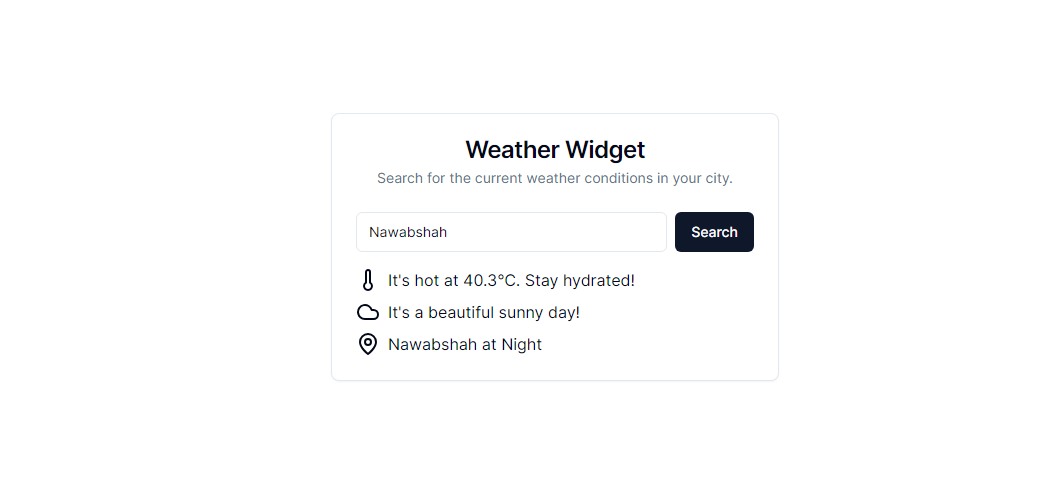 Weather Widget
Search for the current weather conditions in your city.
Nawabshah Search
It's hot at 40.3°C. Stay hydrated!
It's a beautiful sunny day!
Nawabshah at Night